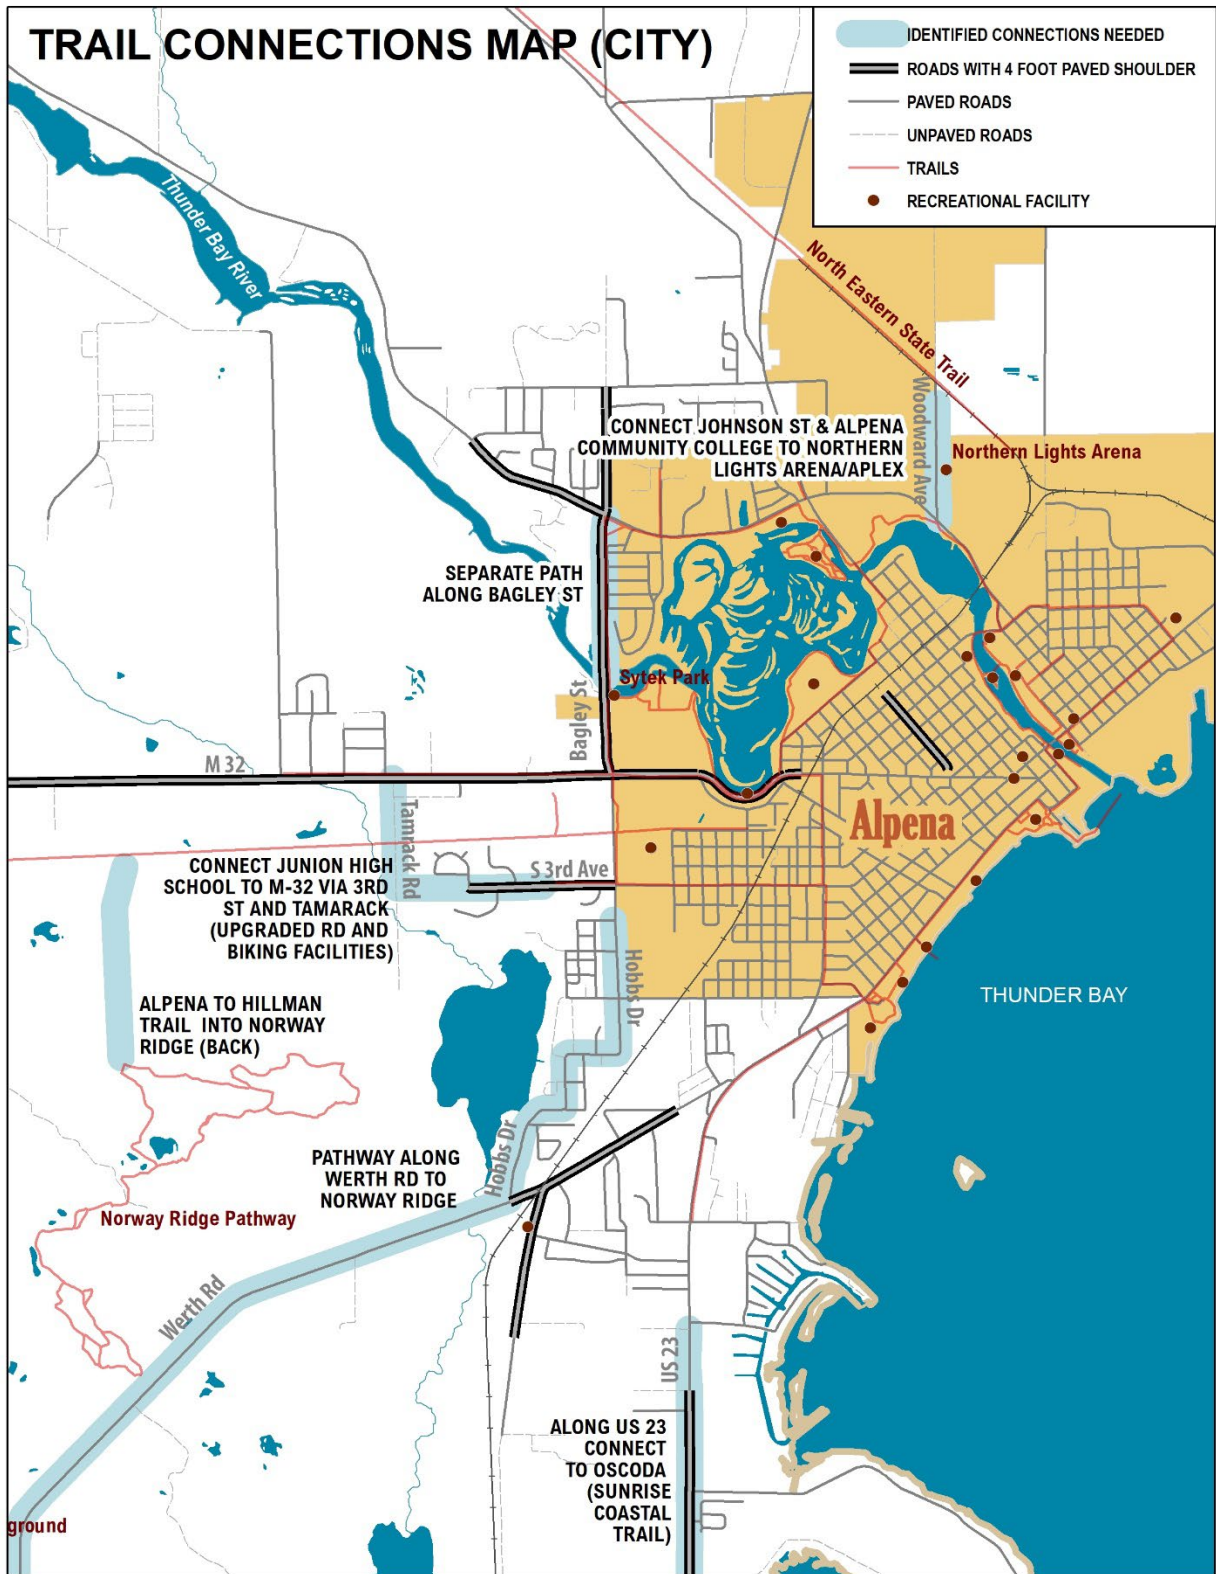 TRAIL CONNECTIONS MAP (CITY)
IDENTIFIED CONNECTIONS NEEDED
ROADS WITH 4 FOOT PAVED SHOULDER
PAVED ROADS
UNPAVED ROADS
TRAILS
RECREATIONAL FACILITY
Thunder Bay River
North Eastern State Trail
Woodward Ave
CONNECT JOHNSON ST & ALPENA
COMMUNITY COLLEGE TO NORTHERN
LIGHTS ARENA/APLEX
Northern Lights Arena
SEPARATE PATH
ALONG BAGLEY ST
Sytek Park
Bagley St
M 32
Tamrack Rd
Alpena
CONNECT JUNION HIGH
SCHOOL TO M-32 VIA 3RD
ST AND TAMARACK
(UPGRADED RD AND
BIKING FACILITIES)
S 3rd Ave
Hobbs Dr
THUNDER BAY
ALPENA TO HILLMAN
TRAIL INTO NORWAY
RIDGE (BACK)
PATHWAY ALONG
WERTH RD TO
NORWAY RIDGE
Hobbs Dr
Norway Ridge Pathway
Werth Rd
US 23
ALONG US 23
CONNECT
TO OSCODA
(SUNRISE
COASTAL
TRAIL)
ground